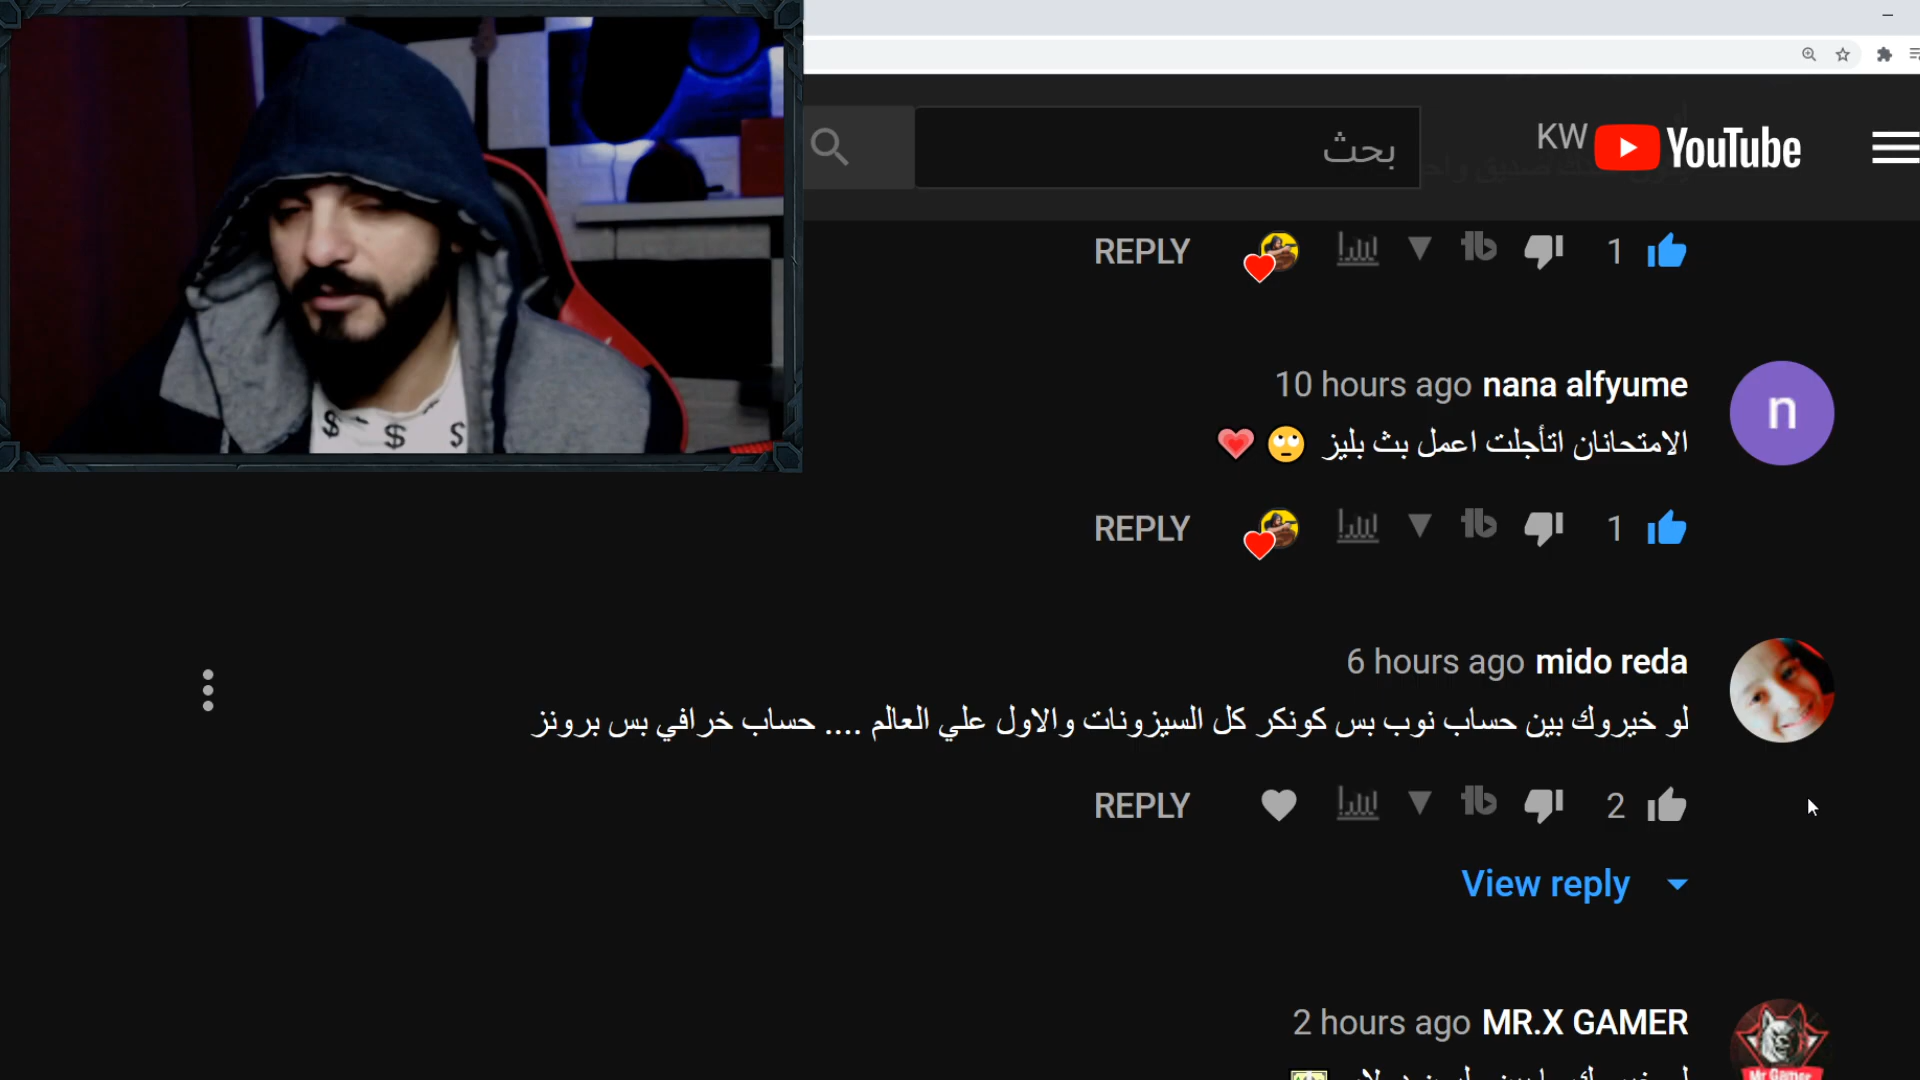 KW
YouTube
بحث
REPLY
1
10 hours ago nana alfyume
n
الامتحانان اتأجلت اعمل بث بليز 🙄 💗
REPLY
1
6 hours ago mido reda
لو خيروك بين حساب نوب بس كونكر كل السيزونات والاول علي العالم .... حساب خرافي بس برونز
REPLY
2
View reply
2 hours ago MR.X GAMER
$ $ $